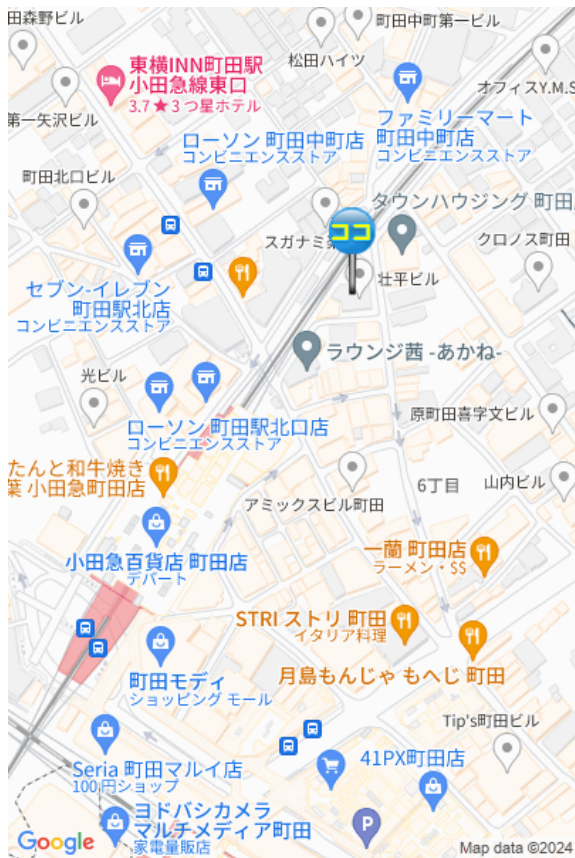 田森野ビル
町田中町第一ビル
松田ハイツ
東横INN町田駅
小田急線東口
3.7★3つ星ホテル
オフィスY.M.S
第一矢沢ビル
ファミリーマート
町田中町店
コンビニエンスストア
ローソン 町田中町店
コンビニエンスストア
町田北口ビル
タウンハウジング 町田
スガナミ
ココ
クロノス町田
壮平ビル
セブン-イレブン
町田駅北店
コンビニエンスストア
ラウンジ茜 -あかね-
光ビル
ローソン 町田駅北口店
コンビニエンスストア
原町田喜字文ビル
たんと和牛焼き
葉 小田急町田店
6丁目
山内ビル
アミックスビル町田
小田急百貨店 町田店
デパート
一蘭 町田店
ラーメン・$$
STRI ストリ 町田
イタリア料理
月島もんじゃ もへじ 町田
町田モディ
ショッピング モール
Tip's町田ビル
41PX町田店
Seria 町田マルイ店
100円ショップ
ヨドバシカメラ
マルチメディア町田
家電量販店
P
Google
Map data ©2024